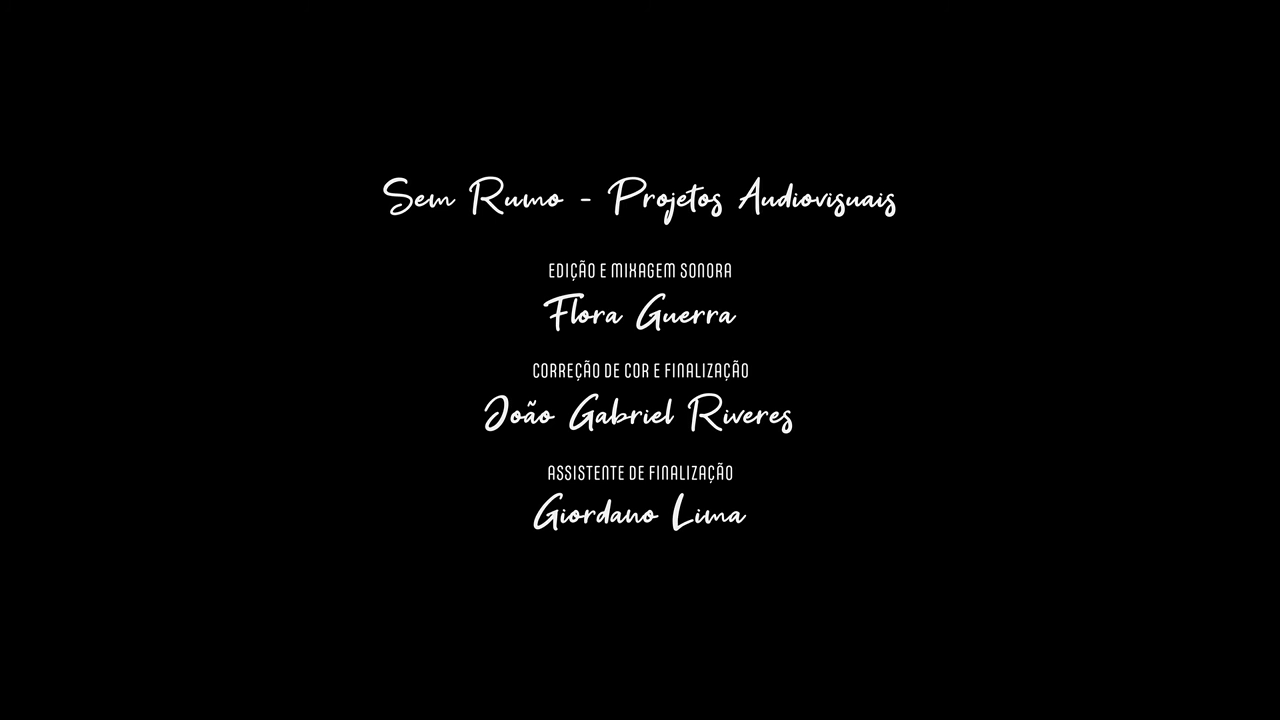 Sem Rumo - Projetos Audiovisuais
EDIÇÃO E MIXAGEM SONORA
Flora Guerra
CORREÇÃO DE COR E FINALIZAÇÃO
João Gabriel Riveres
ASSISTENTE DE FINALIZAÇÃO
Giordano Lima